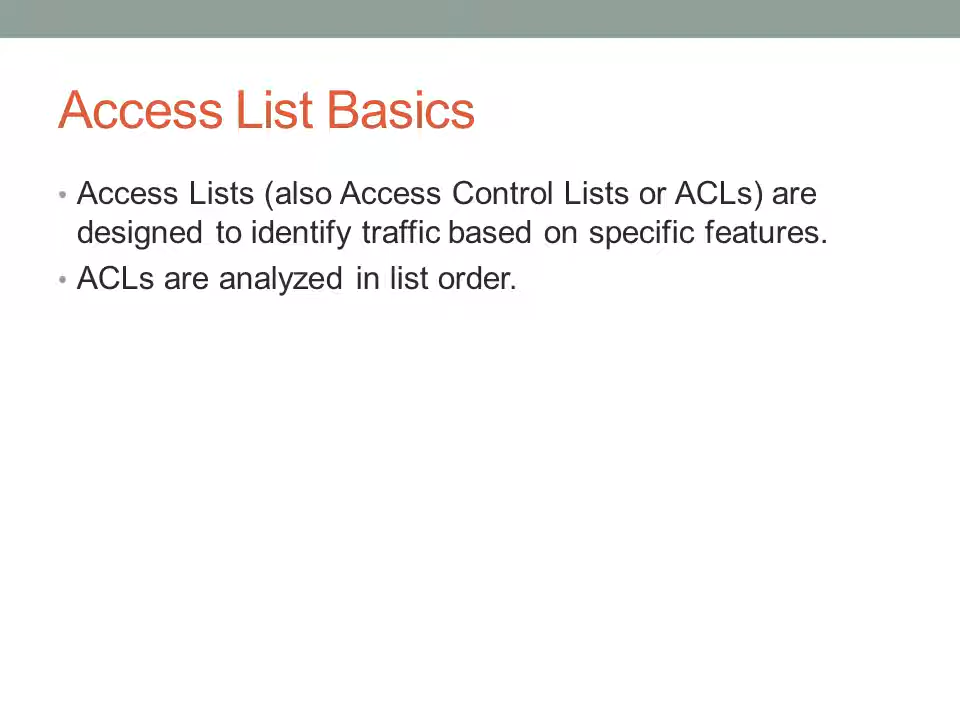 Access List Basics
• Access Lists (also Access Control Lists or ACLs) are
designed to identify traffic based on specific features.
• ACLs are analyzed in list order.